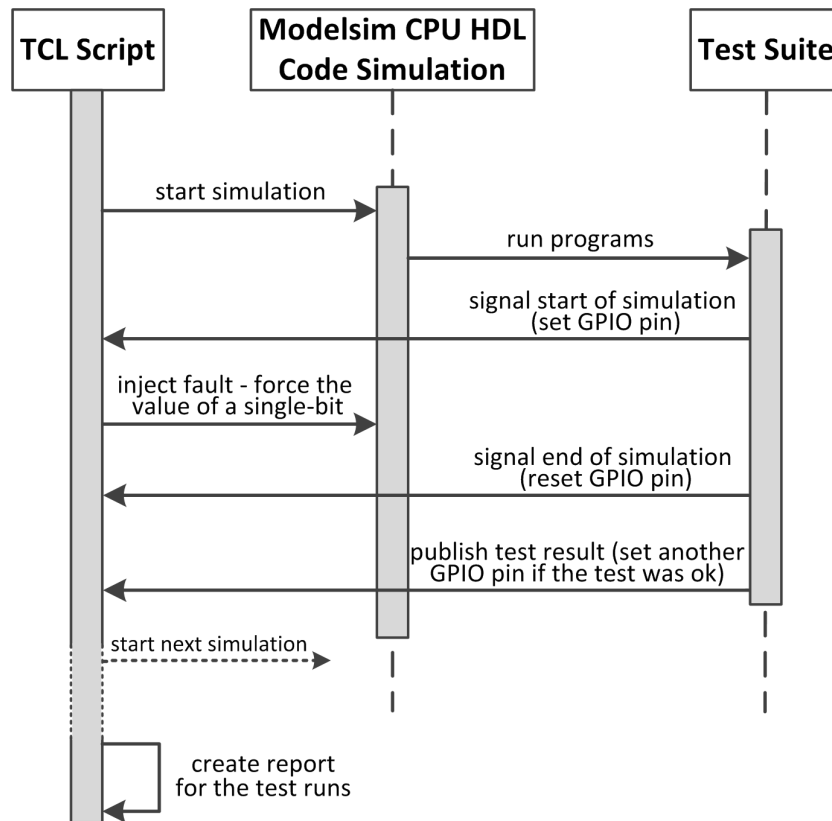 TCL Script
Modelsim CPU HDL
Code Simulation
Test Suite
start simulation
run programs
signal start of simulation
(set GPIO pin)
inject fault - force the
value of a single-bit
signal end of simulation
(reset GPIO pin)
publish test result (set another
GPIO pin if the test was ok)
start next simulation
create report
for the test runs